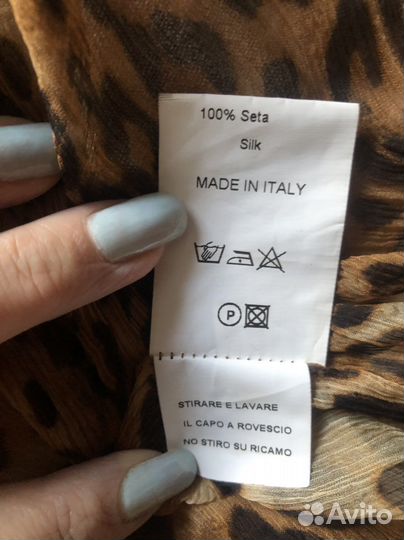 100% Seta
Silk
MADE IN ITALY
P
STIRARE E LAVARE
IL CAPO A ROVESCIO
NO STIRO SU RICAMO
Avito